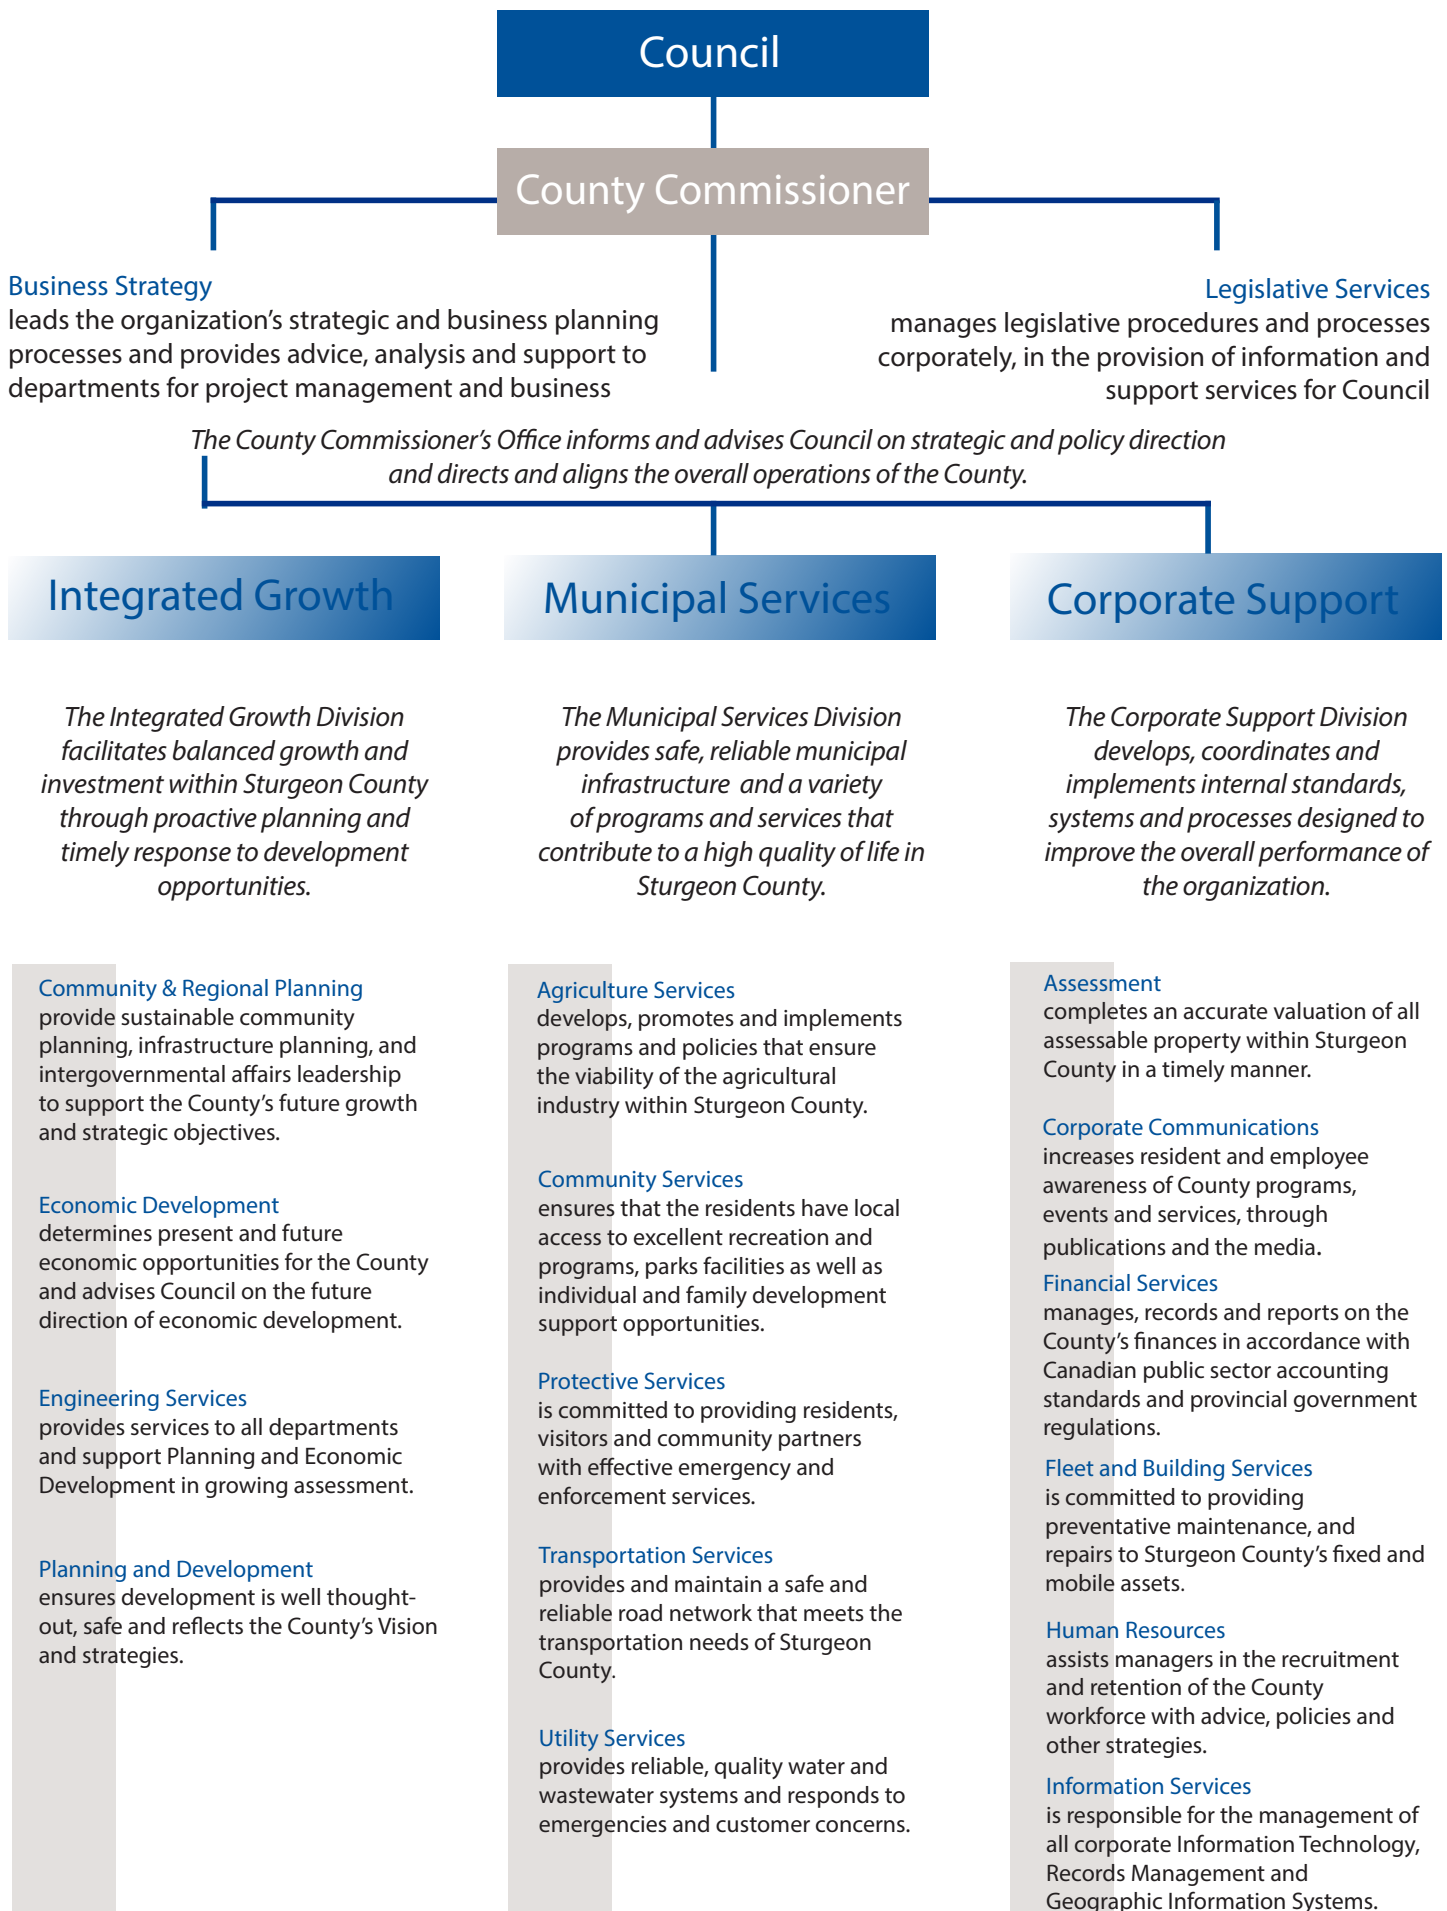 Council
County Commissioner
Business Strategy
leads the organization’s strategic and business planning
processes and provides advice, analysis and support to
departments for project management and business
Legislative Services
manages legislative procedures and processes
corporately, in the provision of information and
support services for Council
The County Commissioner’s Office informs and advises Council on strategic and policy direction
and directs and aligns the overall operations of the County.
Integrated Growth
The Integrated Growth Division
facilitates balanced growth and
investment within Sturgeon County
through proactive planning and
timely response to development
opportunities.
Community & Regional Planning
provide sustainable community
planning, infrastructure planning, and
intergovernmental affairs leadership
to support the County’s future growth
and strategic objectives.
Economic Development
determines present and future
economic opportunities for the County
and advises Council on the future
direction of economic development.
Engineering Services
provides services to all departments
and support Planning and Economic
Development in growing assessment.
Planning and Development
ensures development is well thought-
out, safe and reflects the County’s Vision
and strategies.
Municipal Services
The Municipal Services Division
provides safe, reliable municipal
infrastructure and a variety
of programs and services that
contribute to a high quality of life in
Sturgeon County.
Agriculture Services
develops, promotes and implements
programs and policies that ensure
the viability of the agricultural
industry within Sturgeon County.
Community Services
ensures that the residents have local
access to excellent recreation and
programs, parks facilities as well as
individual and family development
support opportunities.
Protective Services
is committed to providing residents,
visitors and community partners
with effective emergency and
enforcement services.
Transportation Services
provides and maintain a safe and
reliable road network that meets the
transportation needs of Sturgeon
County.
Utility Services
provides reliable, quality water and
wastewater systems and responds to
emergencies and customer concerns.
Corporate Support
The Corporate Support Division
develops, coordinates and
implements internal standards,
systems and processes designed to
improve the overall performance of
the organization.
Assessment
completes an accurate valuation of all
assessable property within Sturgeon
County in a timely manner.
Corporate Communications
increases resident and employee
awareness of County programs,
events and services, through
publications and the media.
Financial Services
manages, records and reports on the
County’s finances in accordance with
Canadian public sector accounting
standards and provincial government
regulations.
Fleet and Building Services
is committed to providing
preventative maintenance, and
repairs to Sturgeon County’s fixed and
mobile assets.
Human Resources
assists managers in the recruitment
and retention of the County
workforce with advice, policies and
other strategies.
Information Services
is responsible for the management of
all corporate Information Technology,
Records Management and
Geographic Information Systems.